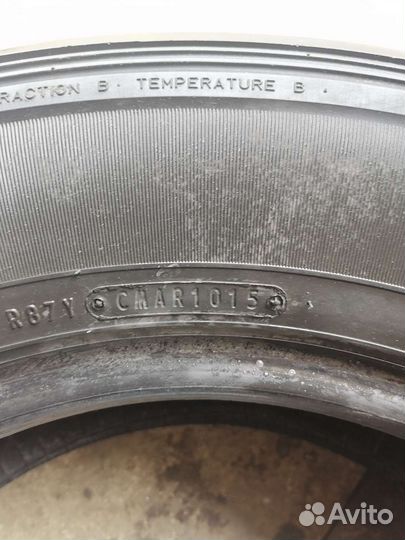 RACTION B · TEMPERATURE B ·
R87Y CMAR1015
Avito